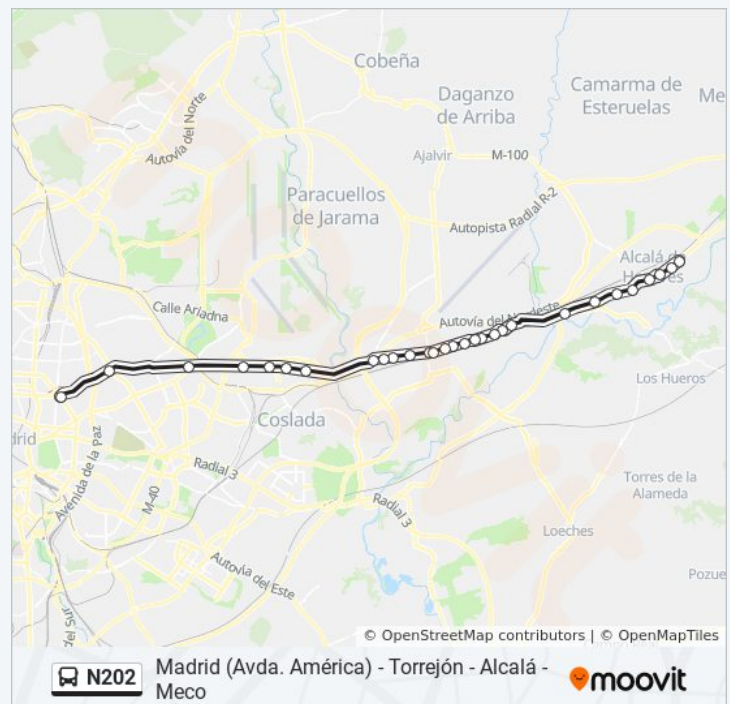 Cobeña
Camarma de
Esteruelas
Me
Daganzo
de Arriba
Autovía del Norte
Ajalvir
M-100
Paracuellos
de Jarama
Autopista Radial R-2
Alcalá de
Henares
Calle Ariadna
Autovía del Nordeste
Los Hueros
drid
Coslada
Avenida de la Paz
Radial 3
M-40
Torres de la
Alameda
Radial 3
Loeches
Autovía del Este
Pozue
del Sur
© OpenStreetMap contributors | © OpenMapTiles
N202
Madrid (Avda. América) - Torrejón - Alcalá -
Meco
moovit